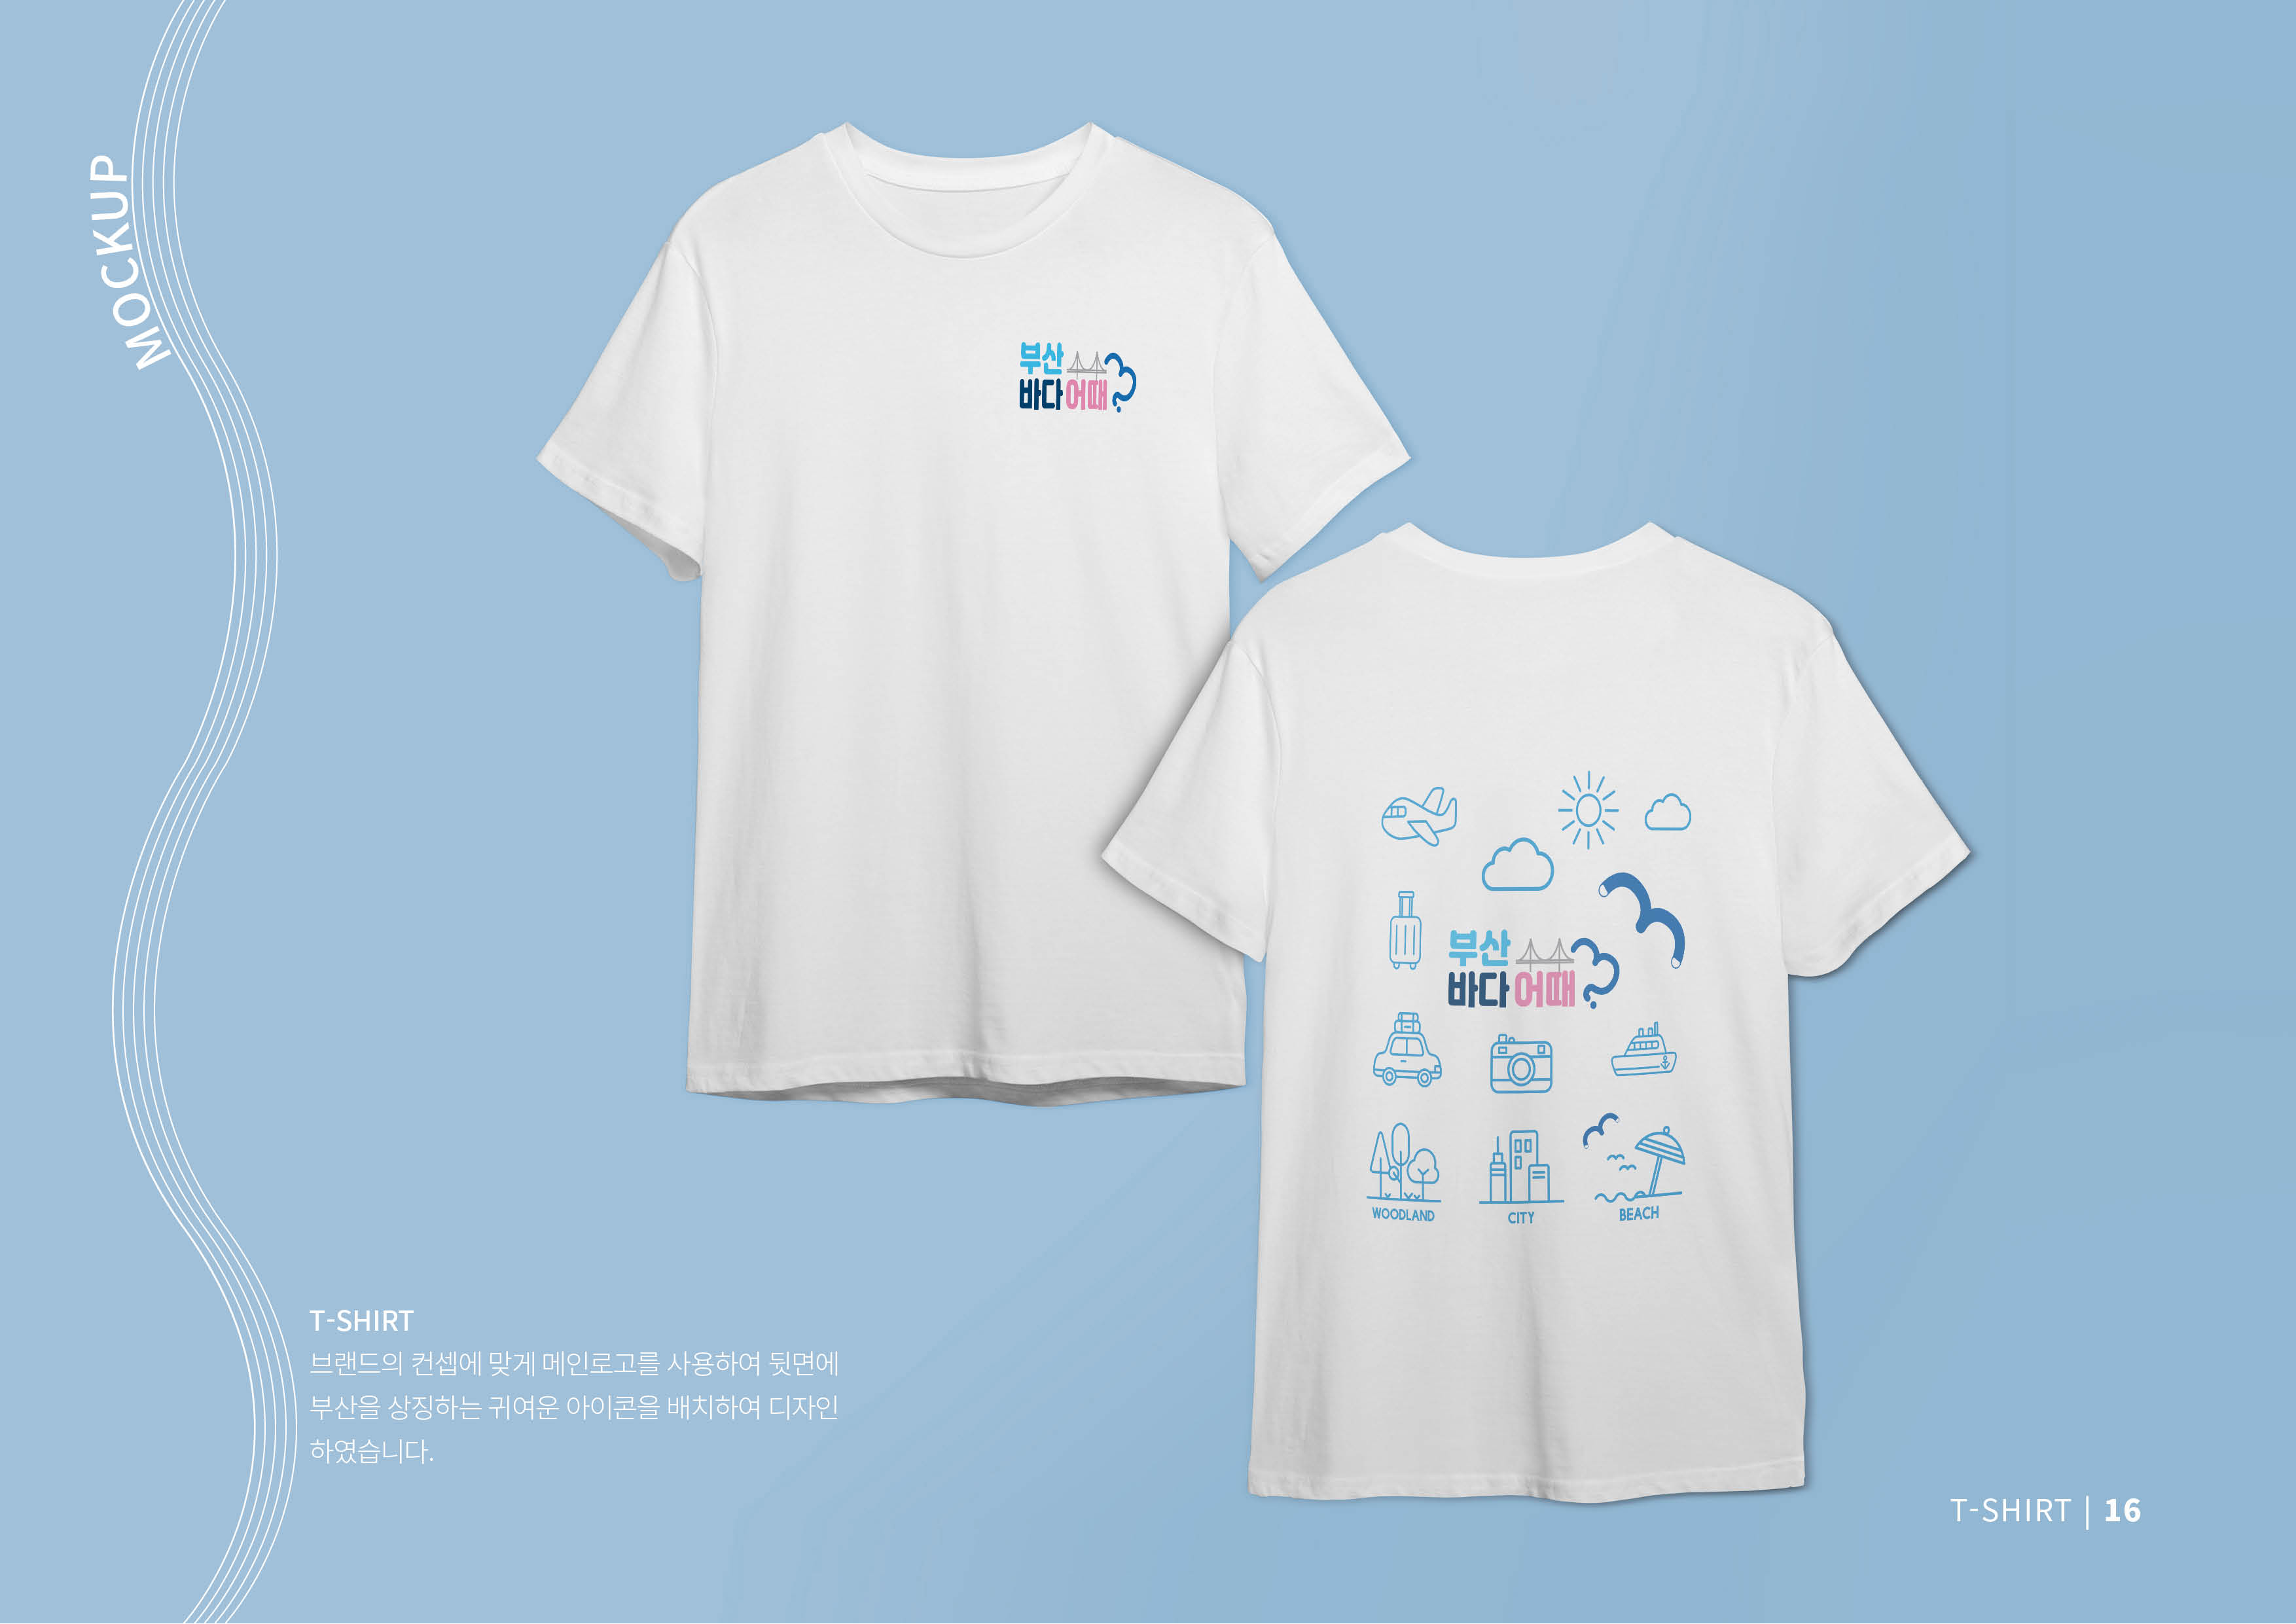 MOCKUP
부산
바다어때?
부산
바다어때?
WOODLAND
CITY
BEACH
T-SHIRT
브랜드의 컨셉에 맞게 메인로고를 사용하여 뒷면에
부산을 상징하는 귀여운 아이콘을 배치하여 디자인
하였습니다.
T-SHIRT | 16